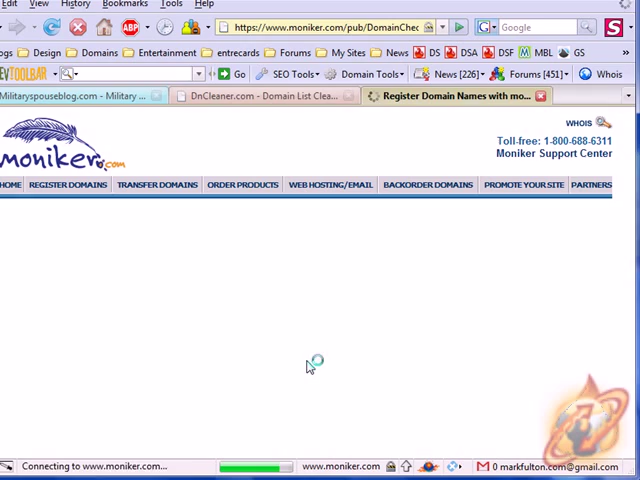 Edit View History Bookmarks Tools Help
ABP https://www.moniker.com/pub/DomainChec G Google S
ogs Design Domains Entertainment entrecards Forums My Sites News DS DSA DSF MBL GS »
EVTOOLBAR Go SEO Tools Domain Tools News [226] Forums [451] Whois
Militaryspouseblog.com - Military ... DnCleaner.com - Domain List Clea... Register Domain Names with mo...
WHOIS
Toll-free: 1-800-688-6311
moniker.com Moniker Support Center
HOME REGISTER DOMAINS TRANSFER DOMAINS ORDER PRODUCTS WEB HOSTING/EMAIL BACKORDER DOMAINS PROMOTE YOUR SITE PARTNERS
Connecting to www.moniker.com... www.moniker.com 0 markfulton.com@gmail.com